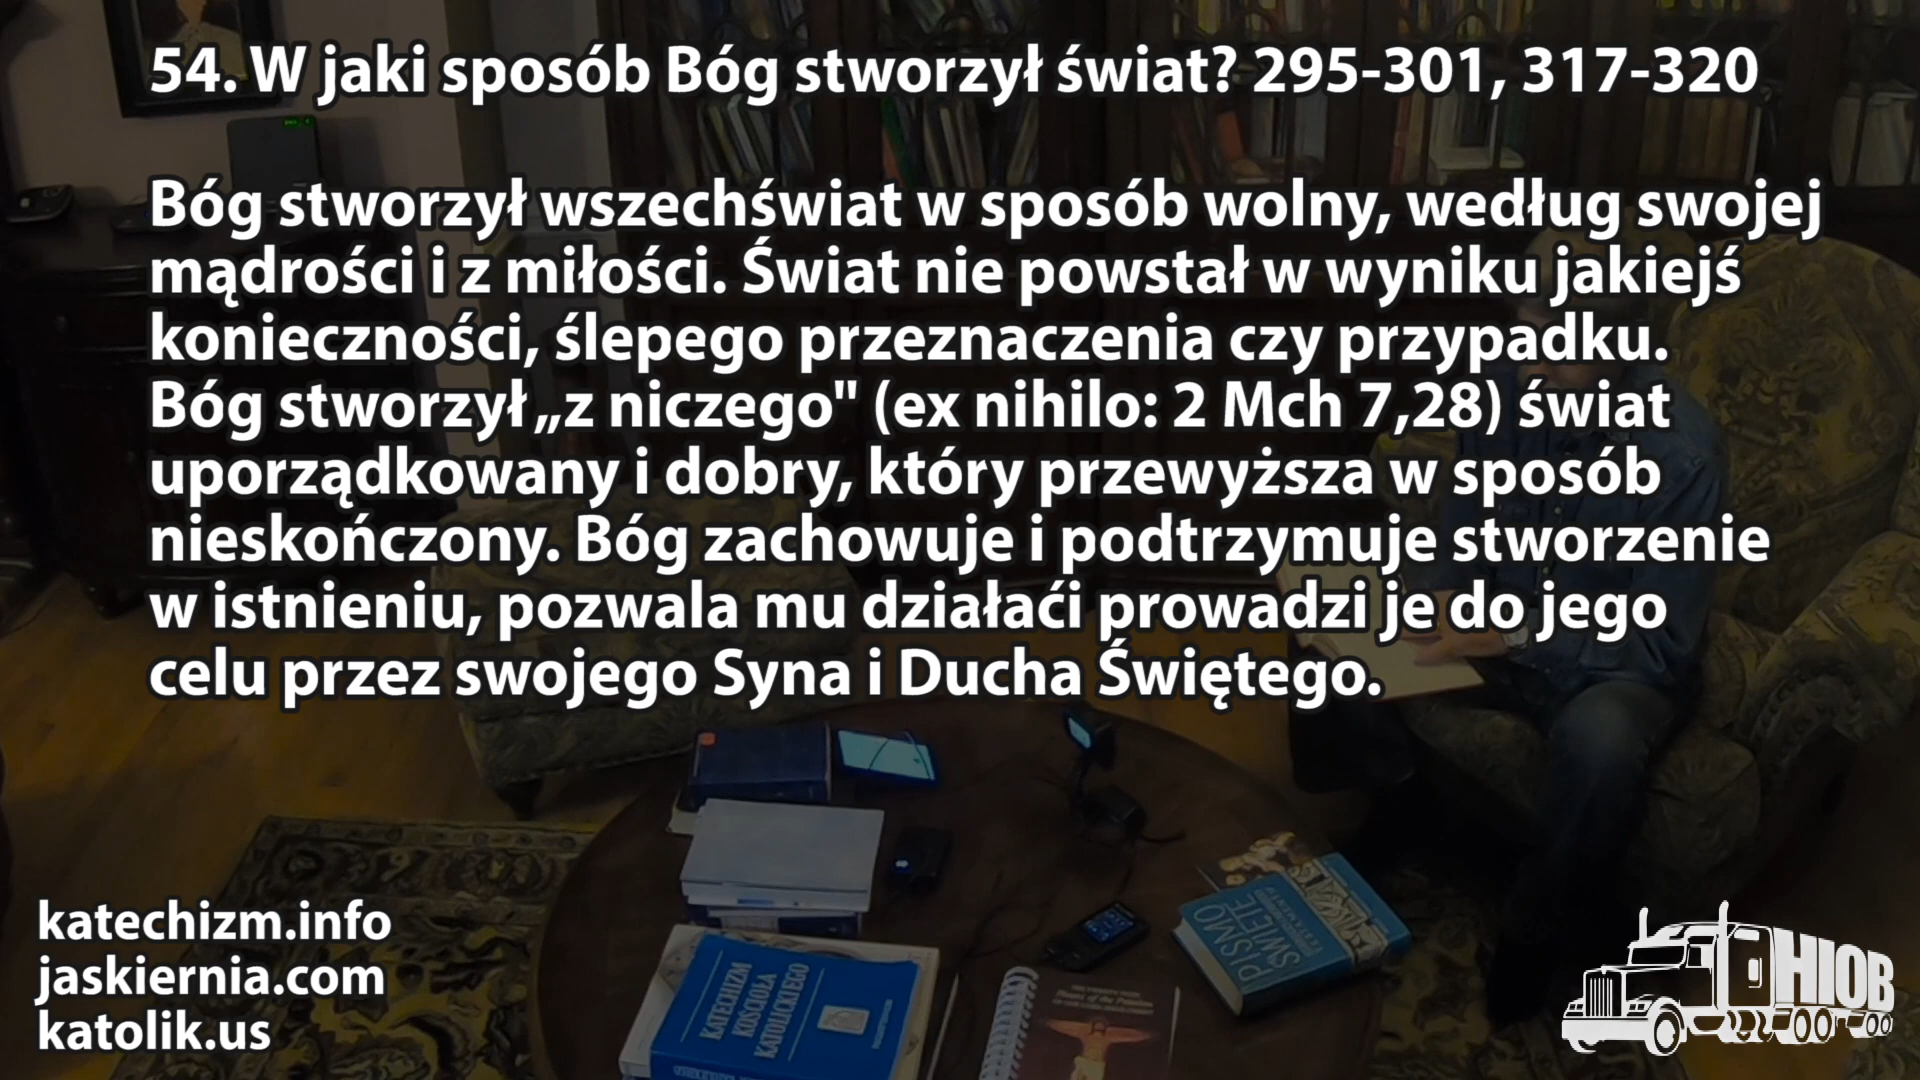 54. W jaki sposób Bóg stworzył świat? 295-301, 317-320
Bóg stworzył wszechświat w sposób wolny, według swojej
mądrości i z miłości. Świat nie powstał w wyniku jakiejś
konieczności, ślepego przeznaczenia czy przypadku.
Bóg stworzył „z niczego" (ex nihilo: 2 Mch 7,28) świat
uporządkowany i dobry, który przewyższa w sposób
nieskończony. Bóg zachowuje i podtrzymuje stworzenie
w istnieniu, pozwala mu działaći prowadzi je do jego
celu przez swojego Syna i Ducha Świętego.
katechizm.info
jaskiernia.com
katolik.us
HIOB
KATECHIZM
KOŚCIOŁA
KATOLICKIEGO
PISMO
ŚWIĘTE